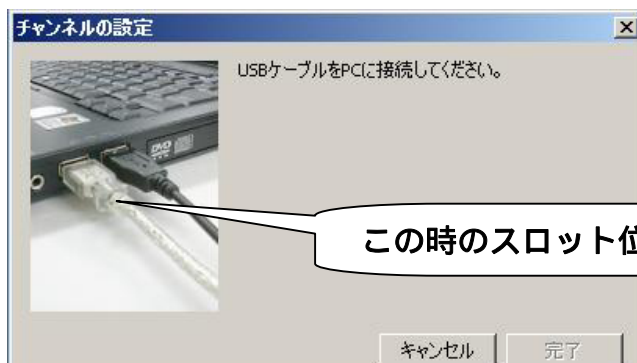 チャンネルの設定
USBケーブルをPCに接続してください。
DVD
この時のスロット位
キャンセル
完了